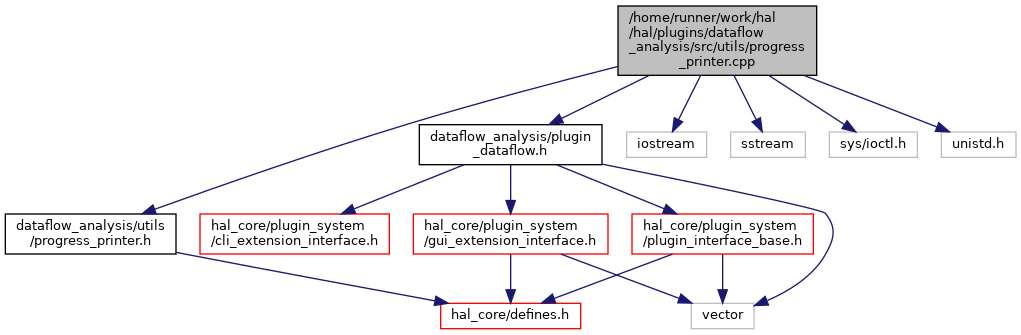 /home/runner/work/hal
/hal/plugins/dataflow
_analysis/src/utils/progress
_printer.cpp
dataflow_analysis/plugin
_dataflow.h
iostream
sstream
sys/ioctl.h
unistd.h
dataflow_analysis/utils
/progress_printer.h
hal_core/plugin_system
/cli_extension_interface.h
hal_core/plugin_system
/gui_extension_interface.h
hal_core/plugin_system
/plugin_interface_base.h
hal_core/defines.h
vector